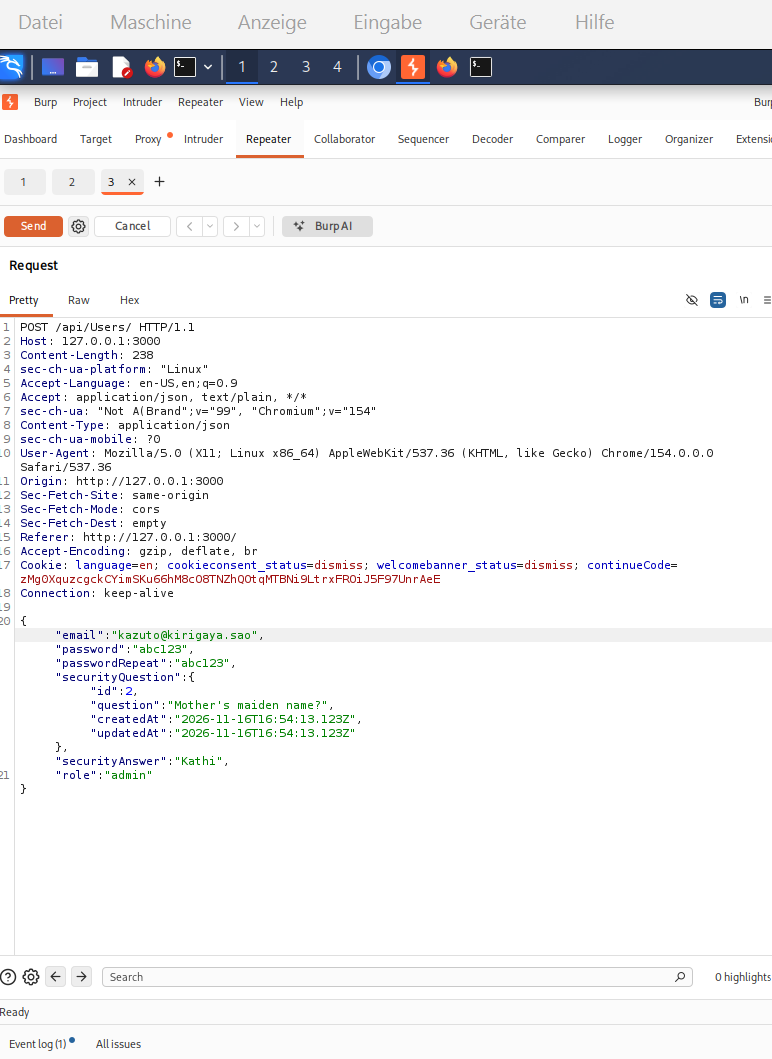 Datei Maschine Anzeige Eingabe Geräte Hilfe
1 2 3 4
Burp Project Intruder Repeater View Help Burp
Dashboard Target Proxy Intruder Repeater Collaborator Sequencer Decoder Comparer Logger Organizer Extensi
1 2 3 × +
Send Cancel Burp AI
Request
Pretty Raw Hex \n
1 POST /api/Users/ HTTP/1.1
2 Host: 127.0.0.1:3000
3 Content-Length: 238
4 sec-ch-ua-platform: "Linux"
5 Accept-Language: en-US,en;q=0.9
6 Accept: application/json, text/plain, */*
7 sec-ch-ua: "Not A(Brand";v="99", "Chromium";v="154"
8 Content-Type: application/json
9 sec-ch-ua-mobile: ?0
10 User-Agent: Mozilla/5.0 (X11; Linux x86_64) AppleWebKit/537.36 (KHTML, like Gecko) Chrome/154.0.0.0
Safari/537.36
11 Origin: http://127.0.0.1:3000
12 Sec-Fetch-Site: same-origin
13 Sec-Fetch-Mode: cors
14 Sec-Fetch-Dest: empty
15 Referer: http://127.0.0.1:3000/
16 Accept-Encoding: gzip, deflate, br
17 Cookie: language=en; cookieconsent_status=dismiss; welcomebanner_status=dismiss; continueCode=
zMgOXquzcgckCYimSKu66hM8cO8TNZhQOtqMTBNi9LtrxFROiJ5F97UnrAeE
18 Connection: keep-alive
19
20 {
"email":"kazuto@kirigaya.sao",
"password":"abc123",
"passwordRepeat":"abc123",
"securityQuestion":{
"id":2,
"question":"Mother's maiden name?",
"createdAt":"2026-11-16T16:54:13.123Z",
"updatedAt":"2026-11-16T16:54:13.123Z"
},
"securityAnswer":"Kathi",
21 "role":"admin"
}
Search 0 highlights
Ready
Event log (1) All issues